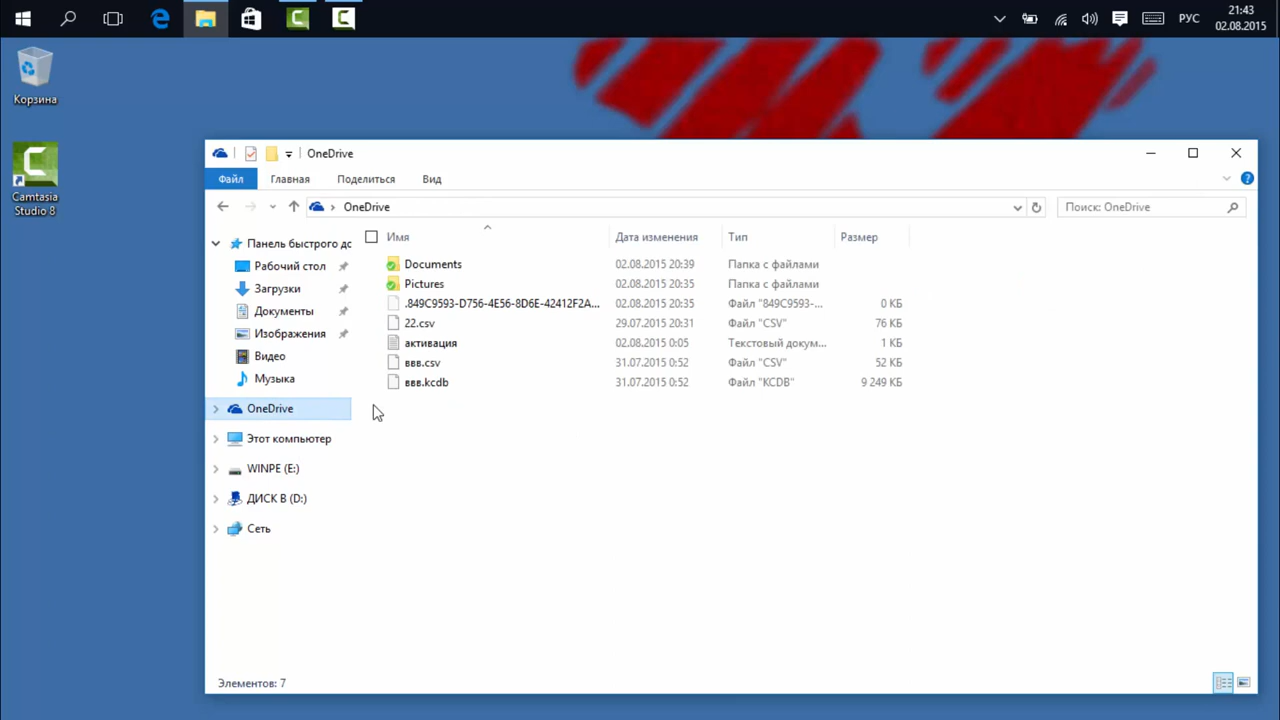 РУС
21:43
02.08.2015
Корзина
Camtasia
Studio 8
OneDrive
Файл
Главная
Поделиться
Вид
OneDrive
Поиск: OneDrive
Панель быстрого дс
Рабочий стол
Загрузки
Документы
Изображения
Видео
Музыка
OneDrive
Этот компьютер
WINPE (E:)
ДИСК В (D:)
Сеть
Имя Дата изменения Тип Размер
Documents 02.08.2015 20:39 Папка с файлами
Pictures 02.08.2015 20:35 Папка с файлами
.849C9593-D756-4E56-8D6E-42412F2A... 02.08.2015 20:35 Файл "849C9593-... 0 КБ
22.csv 29.07.2015 20:31 Файл "CSV" 76 КБ
активация 02.08.2015 0:05 Текстовый докум... 1 КБ
ввв.csv 31.07.2015 0:52 Файл "CSV" 52 КБ
ввв.kcdb 31.07.2015 0:52 Файл "KCDB" 9 249 КБ
Элементов: 7